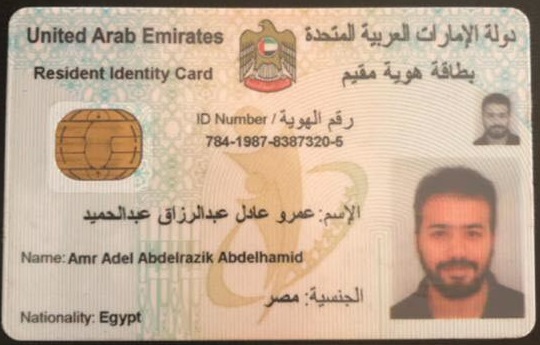 United Arab Emirates
دولة الإمارات العربية المتحدة
Resident Identity Card
بطاقة هوية مقيم
ID Number / رقم الهوية
784-1987-8387320-5
الإسم: عمرو عادل عبدالرزاق عبدالحميد
Name: Amr Adel Abdelrazik Abdelhamid
الجنسية: مصر
Nationality: Egypt